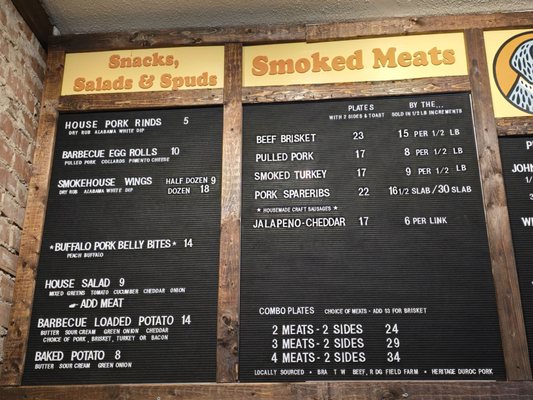 Snacks,
Salads & Spuds
HOUSE PORK RINDS 5
DRY RUB ALABAMA WHITE DIP
BARBECUE EGG ROLLS 10
PULLED PORK COLLARDS PIMENTO CHEESE
SMOKEHOUSE WINGS HALF DOZEN 9
DRY RUB ALABAMA WHITE DIP DOZEN 18
*BUFFALO PORK BELLY BITES* 14
PEACH BUFFALO
HOUSE SALAD 9
MIXED GREENS TOMATO CUCUMBER CHEDDAR ONION
ADD MEAT
BARBECUE LOADED POTATO 14
BUTTER SOUR CREAM GREEN ONION CHEDDAR
CHOICE OF PORK, BRISKET, TURKEY OR BACON
BAKED POTATO 8
BUTTER SOUR CREAM GREEN ONION
Smoked Meats
PLATES BY THE...
WITH 2 SIDES & TOAST SOLD IN 1/2 LB INCREMENTS
BEEF BRISKET 23 15 PER 1/2 LB
PULLED PORK 17 8 PER 1/2 LB
SMOKED TURKEY 17 9 PER 1/2 LB
PORK SPARERIBS 22 16 1/2 SLAB/30 SLAB
* HOUSEMADE CRAFT SAUSAGES *
JALAPENO-CHEDDAR 17 6 PER LINK
COMBO PLATES CHOICE OF MEATS - ADD $3 FOR BRISKET
2 MEATS - 2 SIDES 24
3 MEATS - 2 SIDES 29
4 MEATS - 2 SIDES 34
LOCALLY SOURCED • BRA T W BEEF, R DG FIELD FARM • HERITAGE DUROC PORK